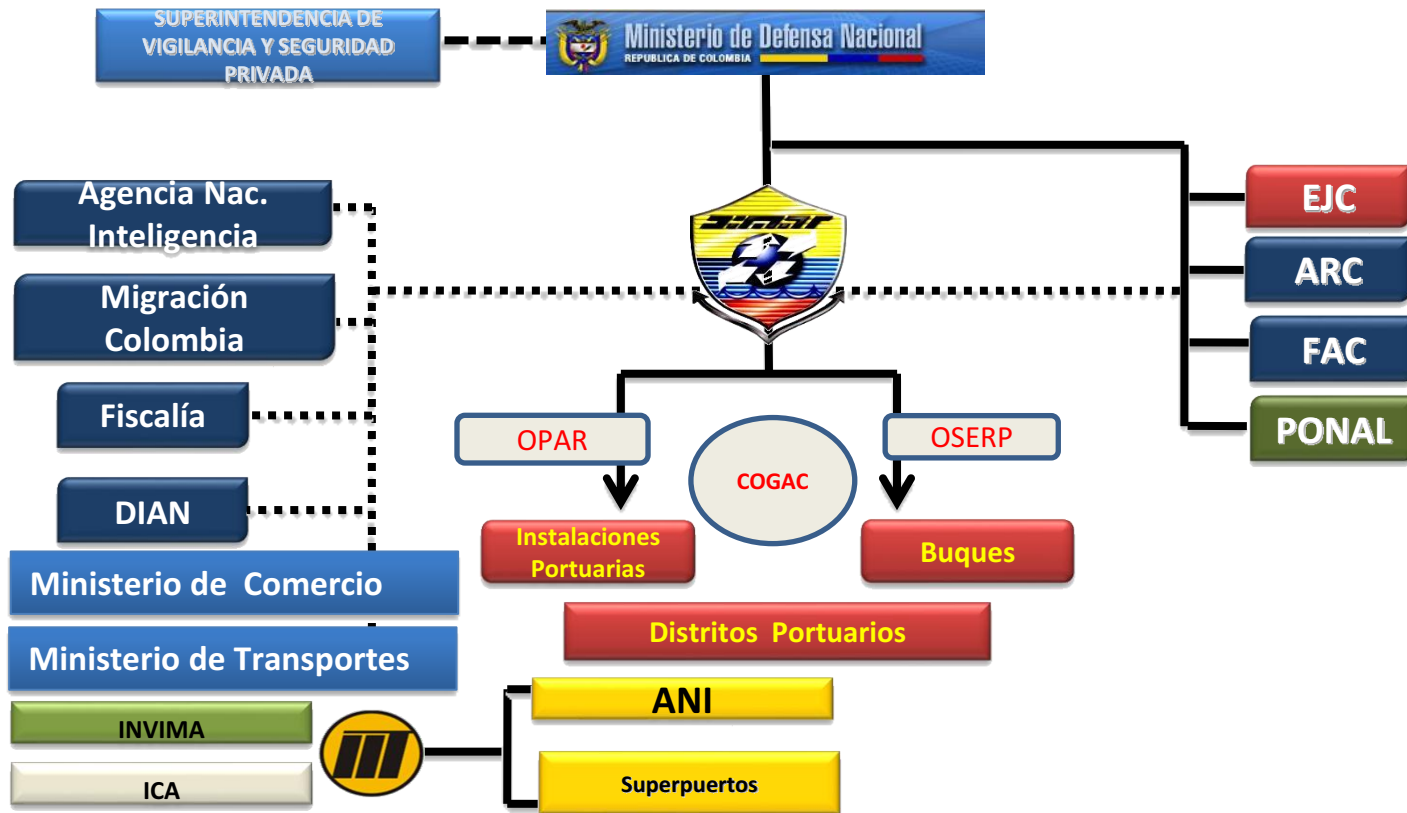 SUPERINTENDENCIA DE
VIGILANCIA Y SEGURIDAD
PRIVADA
Ministerio de Defensa Nacional
REPUBLICA DE COLOMBIA
Agencia Nac.
Inteligencia
Migración
Colombia
Fiscalía
DIAN
Ministerio de Comercio
Ministerio de Transportes
INVIMA
ICA
dimar
EJC
ARC
FAC
PONAL
OPAR
COGAC
OSERP
Instalaciones
Portuarias
Buques
Distritos Portuarios
ANI
Superpuertos